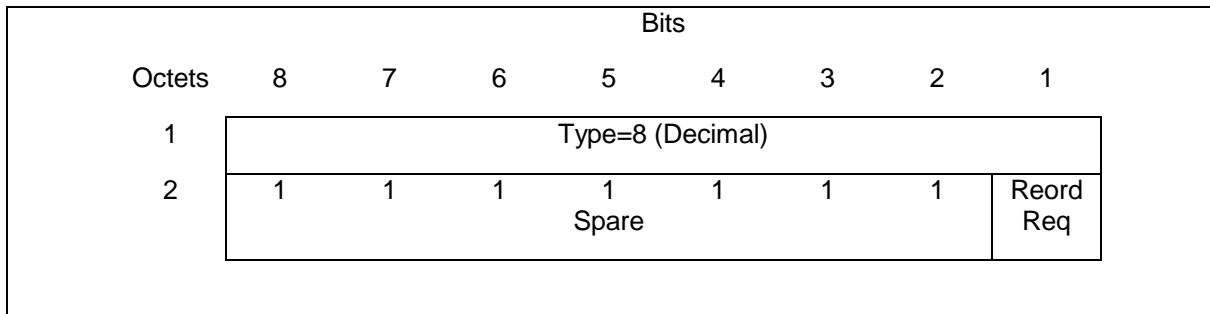 Bits
Octets 8 7 6 5 4 3 2 1
1 Type=8 (Decimal)
2 1 1 1 1 1 1 1 Reord
Spare Req